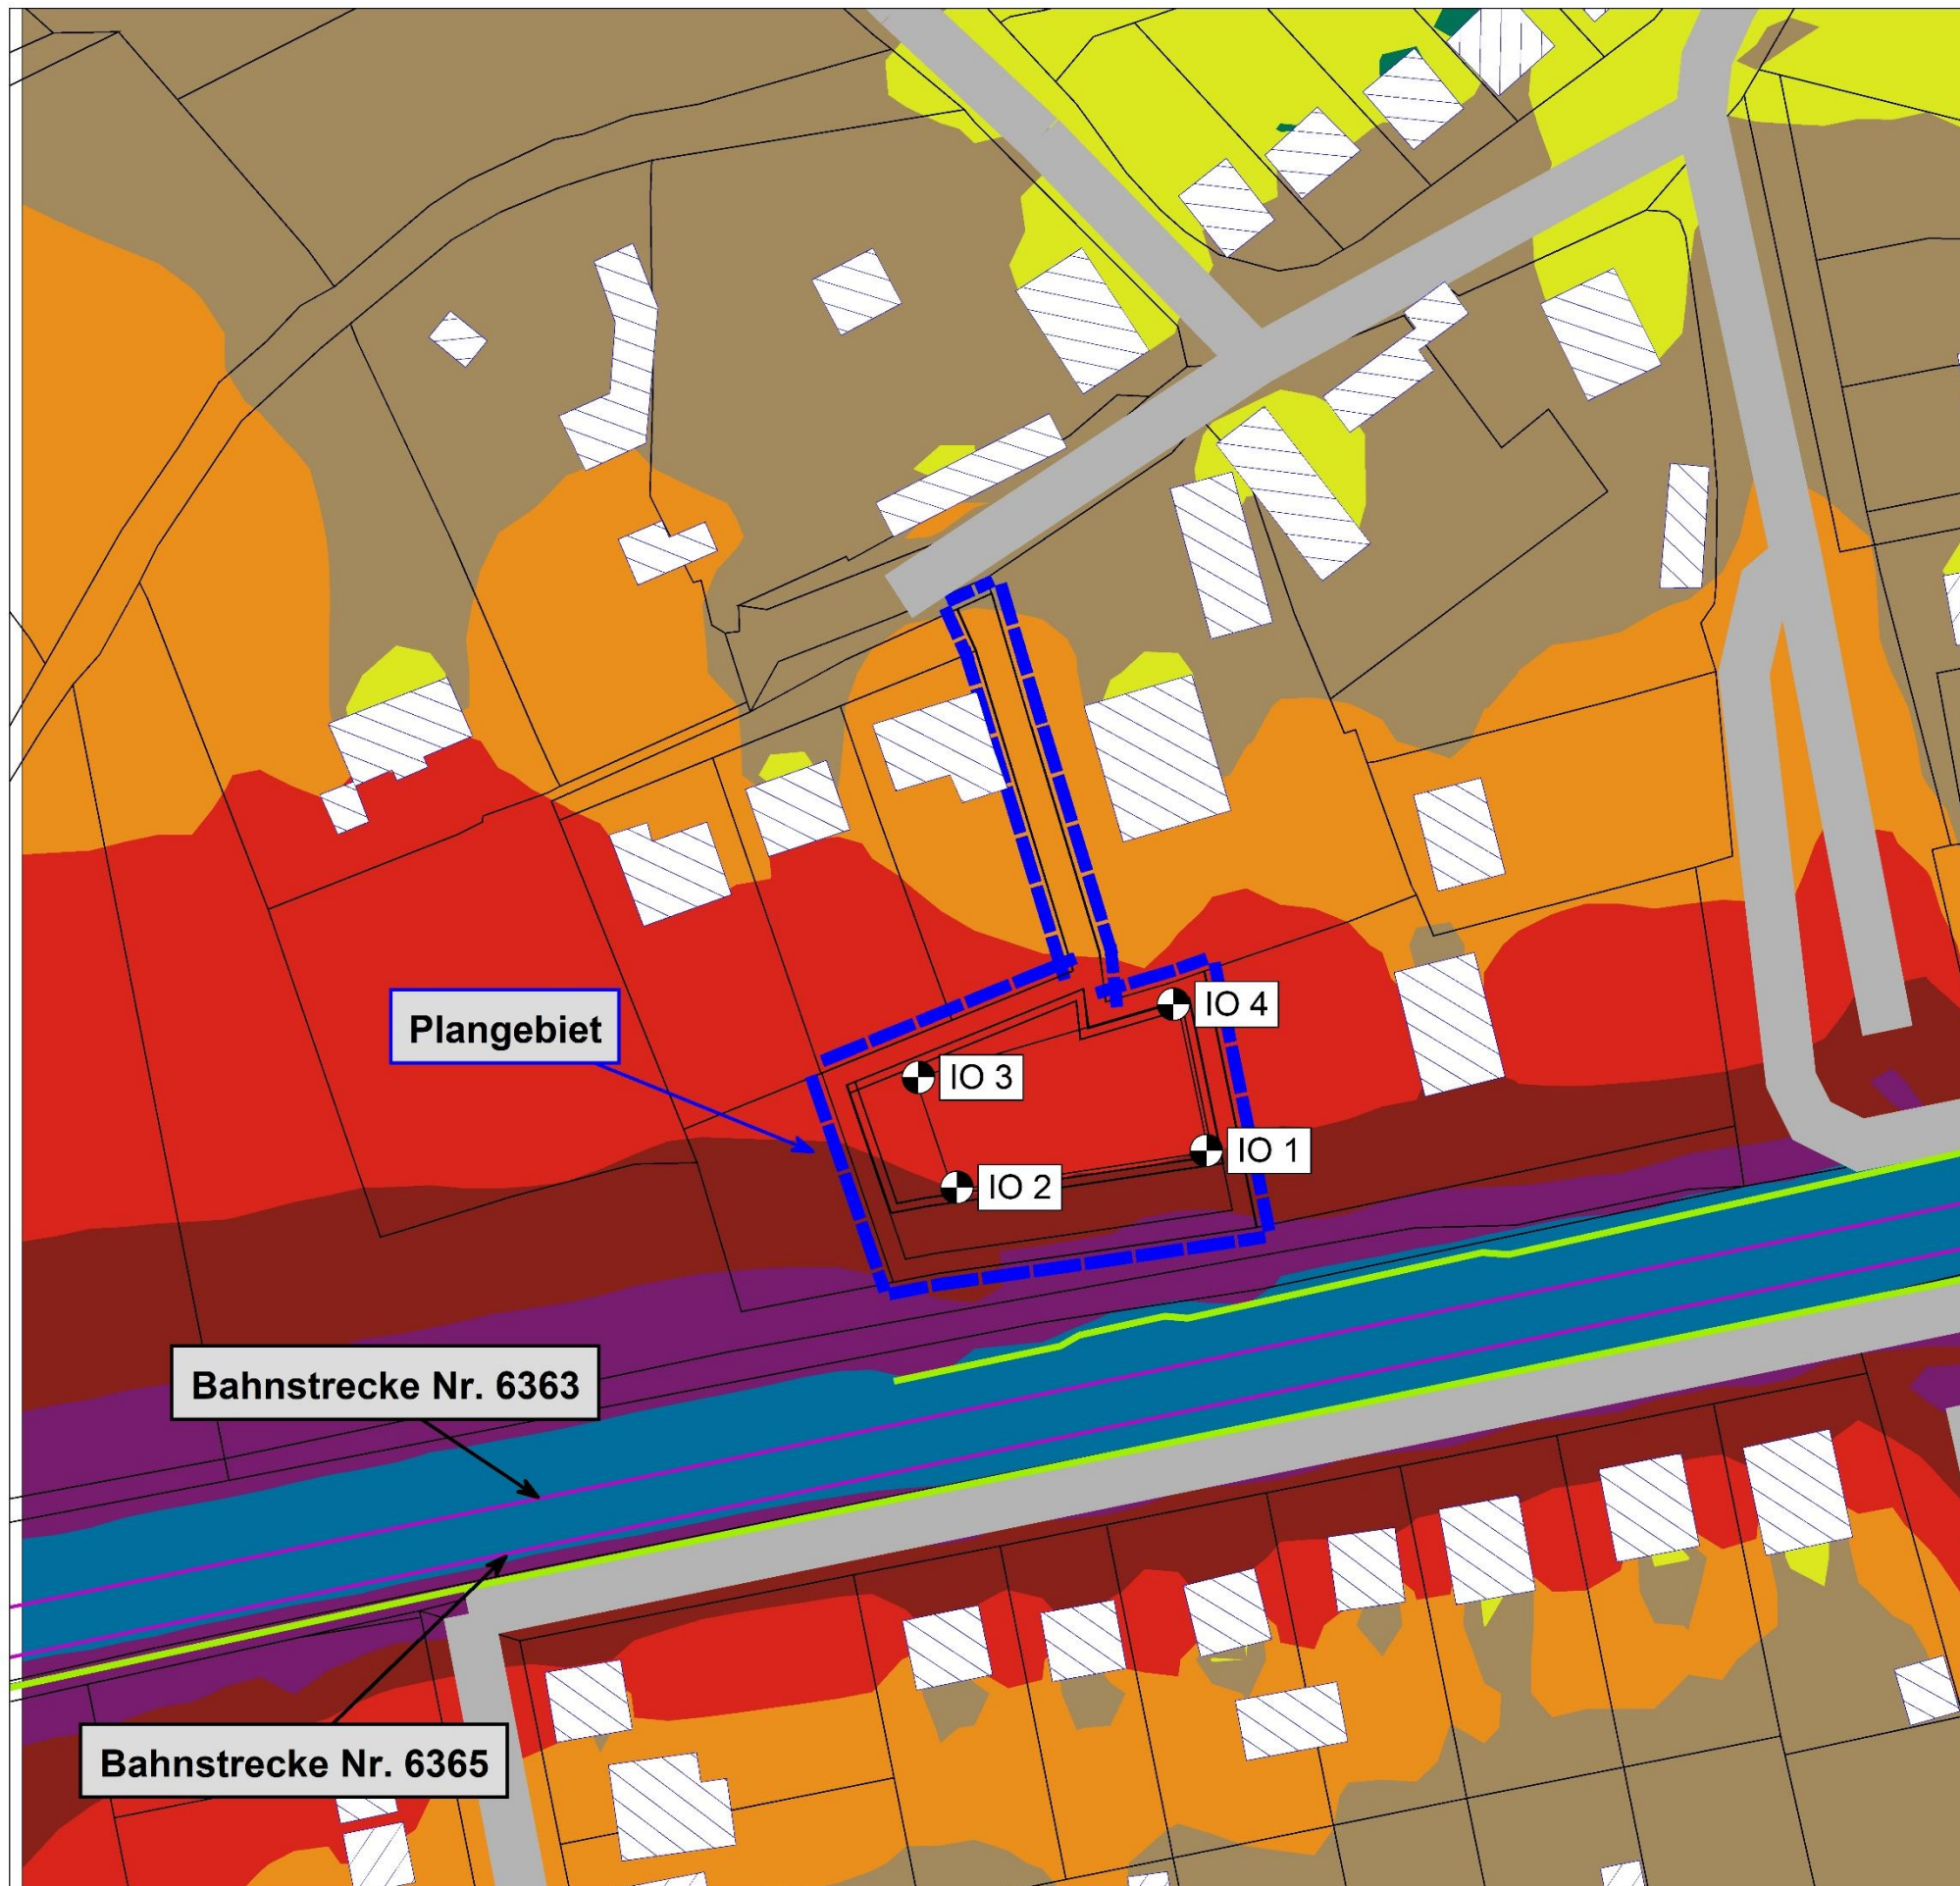 IO 4
Plangebiet
IO 3
IO 1
IO 2
Bahnstrecke Nr. 6363
Bahnstrecke Nr. 6365